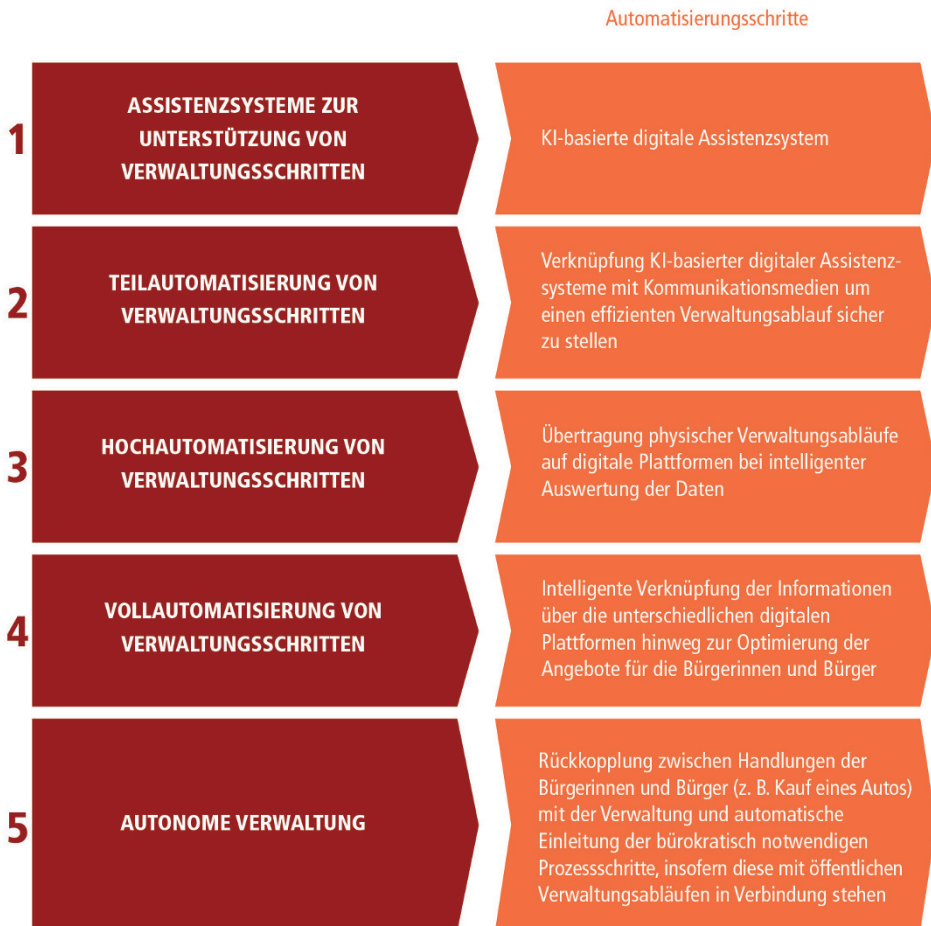 Automatisierungsschritte
1
ASSISTENZSYSTEME ZUR
UNTERSTÜTZUNG VON
VERWALTUNGSSCHRITTEN
KI-basierte digitale Assistenzsystem
2
TEILAUTOMATISIERUNG VON
VERWALTUNGSSCHRITTEN
Verknüpfung KI-basierter digitaler Assistenz-
systeme mit Kommunikationsmedien um
einen effizienten Verwaltungsablauf sicher
zu stellen
3
HOCHAUTOMATISIERUNG VON
VERWALTUNGSSCHRITTEN
Übertragung physischer Verwaltungsabläufe
auf digitale Plattformen bei intelligenter
Auswertung der Daten
4
VOLLAUTOMATISIERUNG VON
VERWALTUNGSSCHRITTEN
Intelligente Verknüpfung der Informationen
über die unterschiedlichen digitalen
Plattformen hinweg zur Optimierung der
Angebote für die Bürgerinnen und Bürger
5
AUTONOME VERWALTUNG
Rückkopplung zwischen Handlungen der
Bürgerinnen und Bürger (z. B. Kauf eines Autos)
mit der Verwaltung und automatische
Einleitung der bürokratisch notwendigen
Prozessschritte, insofern diese mit öffentlichen
Verwaltungsabläufen in Verbindung stehen